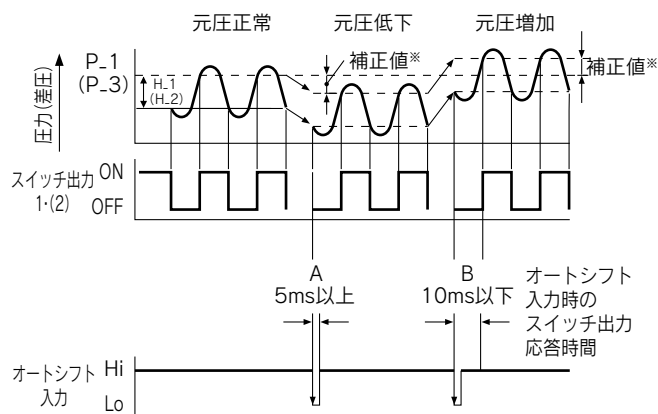 元圧正常 元圧低下 元圧増加
P_1
(P_3)
H_1
(H_2)
補正値※
補正値※
圧力(差圧)
スイッチ出力
1・(2)
ON
OFF
A
5ms以上
B
10ms以下
オートシフト
入力時の
スイッチ出力
応答時間
オートシフト
入力
Hi
Lo